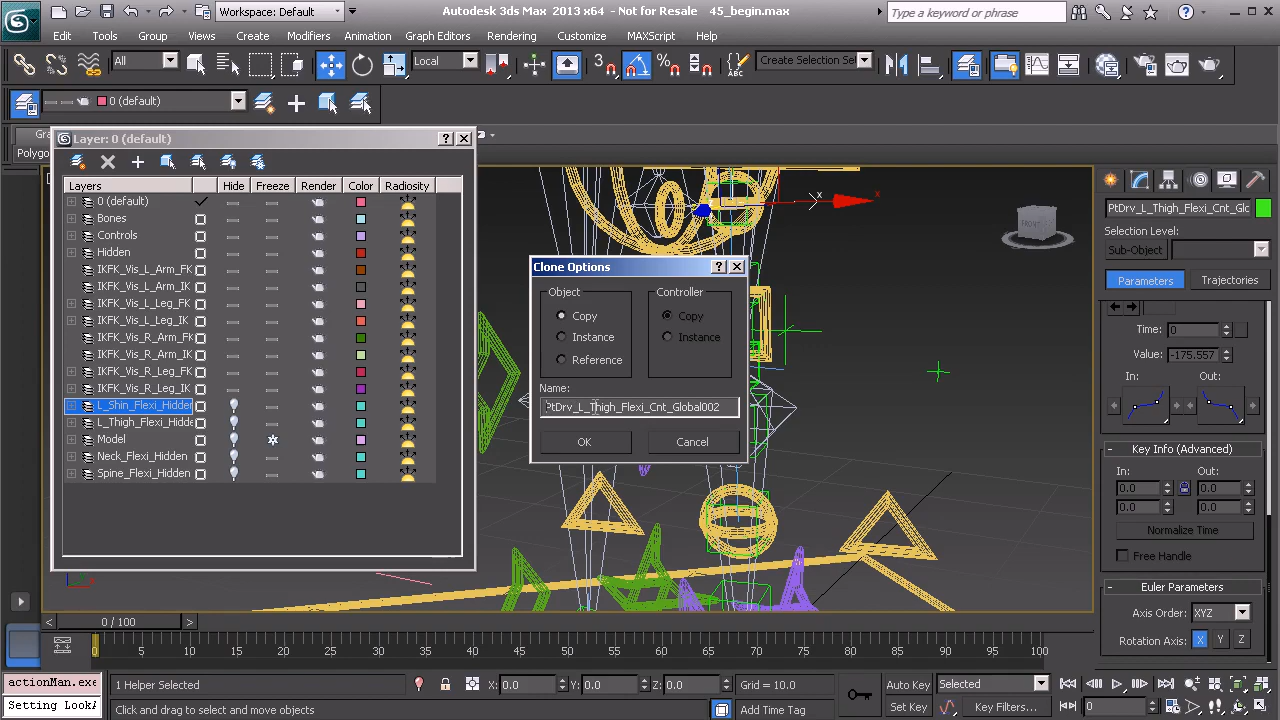 Workspace: Default
Autodesk 3ds Max 2013 x64 - Not for Resale 45_begin.max
Type a keyword or phrase
Edit Tools Group Views Create Modifiers Animation Graph Editors Rendering Customize MAXScript Help
All
Local
3
Create Selection Se
0 (default)
Layer: 0 (default)
Gra
Polygo
Layers Hide Freeze Render Color Radiosity
0 (default)
Bones
Controls
Hidden
IKFK_Vis_L_Arm_FK
IKFK_Vis_L_Arm_IK
IKFK_Vis_L_Leg_FK
IKFK_Vis_L_Leg_IK
IKFK_Vis_R_Arm_FK
IKFK_Vis_R_Arm_IK
IKFK_Vis_R_Leg_FK
IKFK_Vis_R_Leg_IK
L_Shin_Flexi_Hidden
L_Thigh_Flexi_Hidde
Model
Neck_Flexi_Hidden
Spine_Flexi_Hidden
x
x
FRONT
Clone Options
Object
Copy
Instance
Reference
Controller
Copy
Instance
Name:
PtDrv_L_Thigh_Flexi_Cnt_Global002
OK
Cancel
PtDrv_L_Thigh_Flexi_Cnt_Glo
Selection Level:
Sub-Object
Parameters
Trajectories
Time: 0
Value: -175.557
In: Out:
Key Info (Advanced)
In: Out:
0.0 0.0
0.0 0.0
Normalize Time
Free Handle
Euler Parameters
Axis Order: XYZ
Rotation Axis: X Y Z
0 / 100
0 5 10 15 20 25 30 35 40 45 50 55 60 65 70 75 80 85 90 95 100
actionMan.exe
Setting LookA
1 Helper Selected
Click and drag to select and move objects
X: 0.0 Y: 0.0 Z: 0.0
Grid = 10.0
Add Time Tag
Auto Key
Selected
Set Key
Key Filters...
0